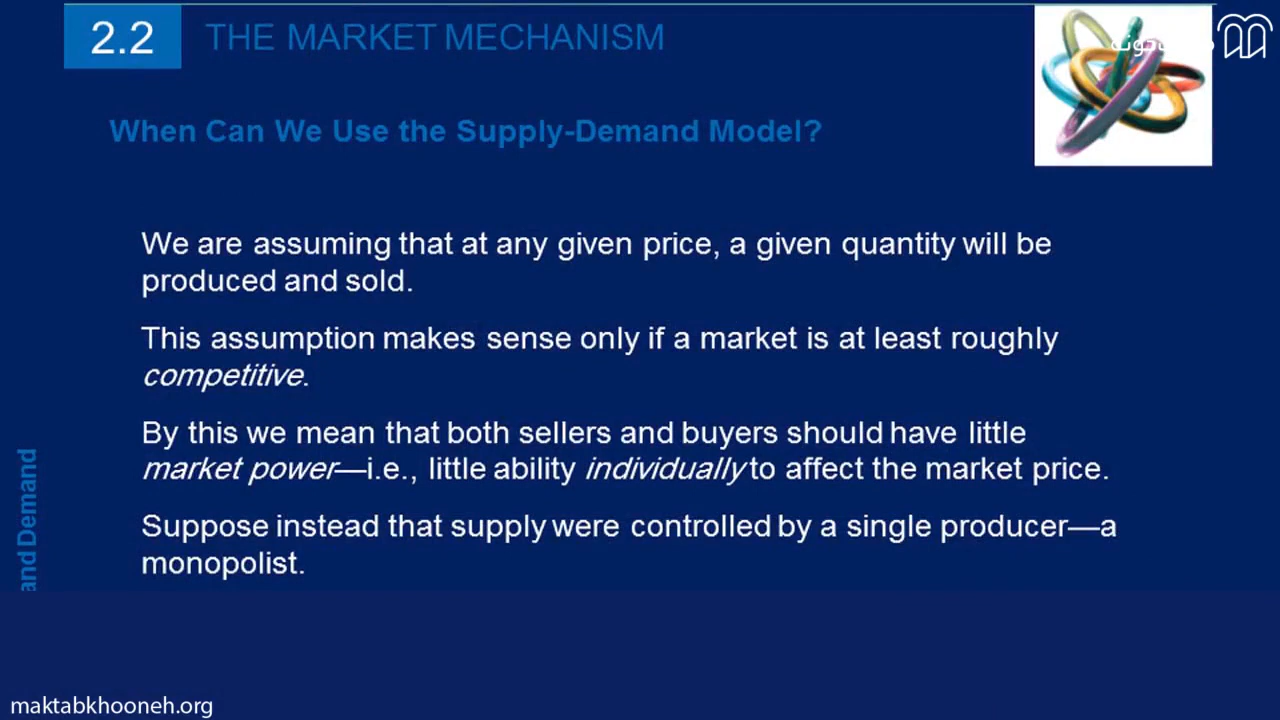 2.2
THE MARKET MECHANISM
When Can We Use the Supply-Demand Model?
We are assuming that at any given price, a given quantity will be
produced and sold.
This assumption makes sense only if a market is at least roughly
competitive.
By this we mean that both sellers and buyers should have little
market power—i.e., little ability individually to affect the market price.
Suppose instead that supply were controlled by a single producer—a
monopolist.
and Demand
maktabkhooneh.org